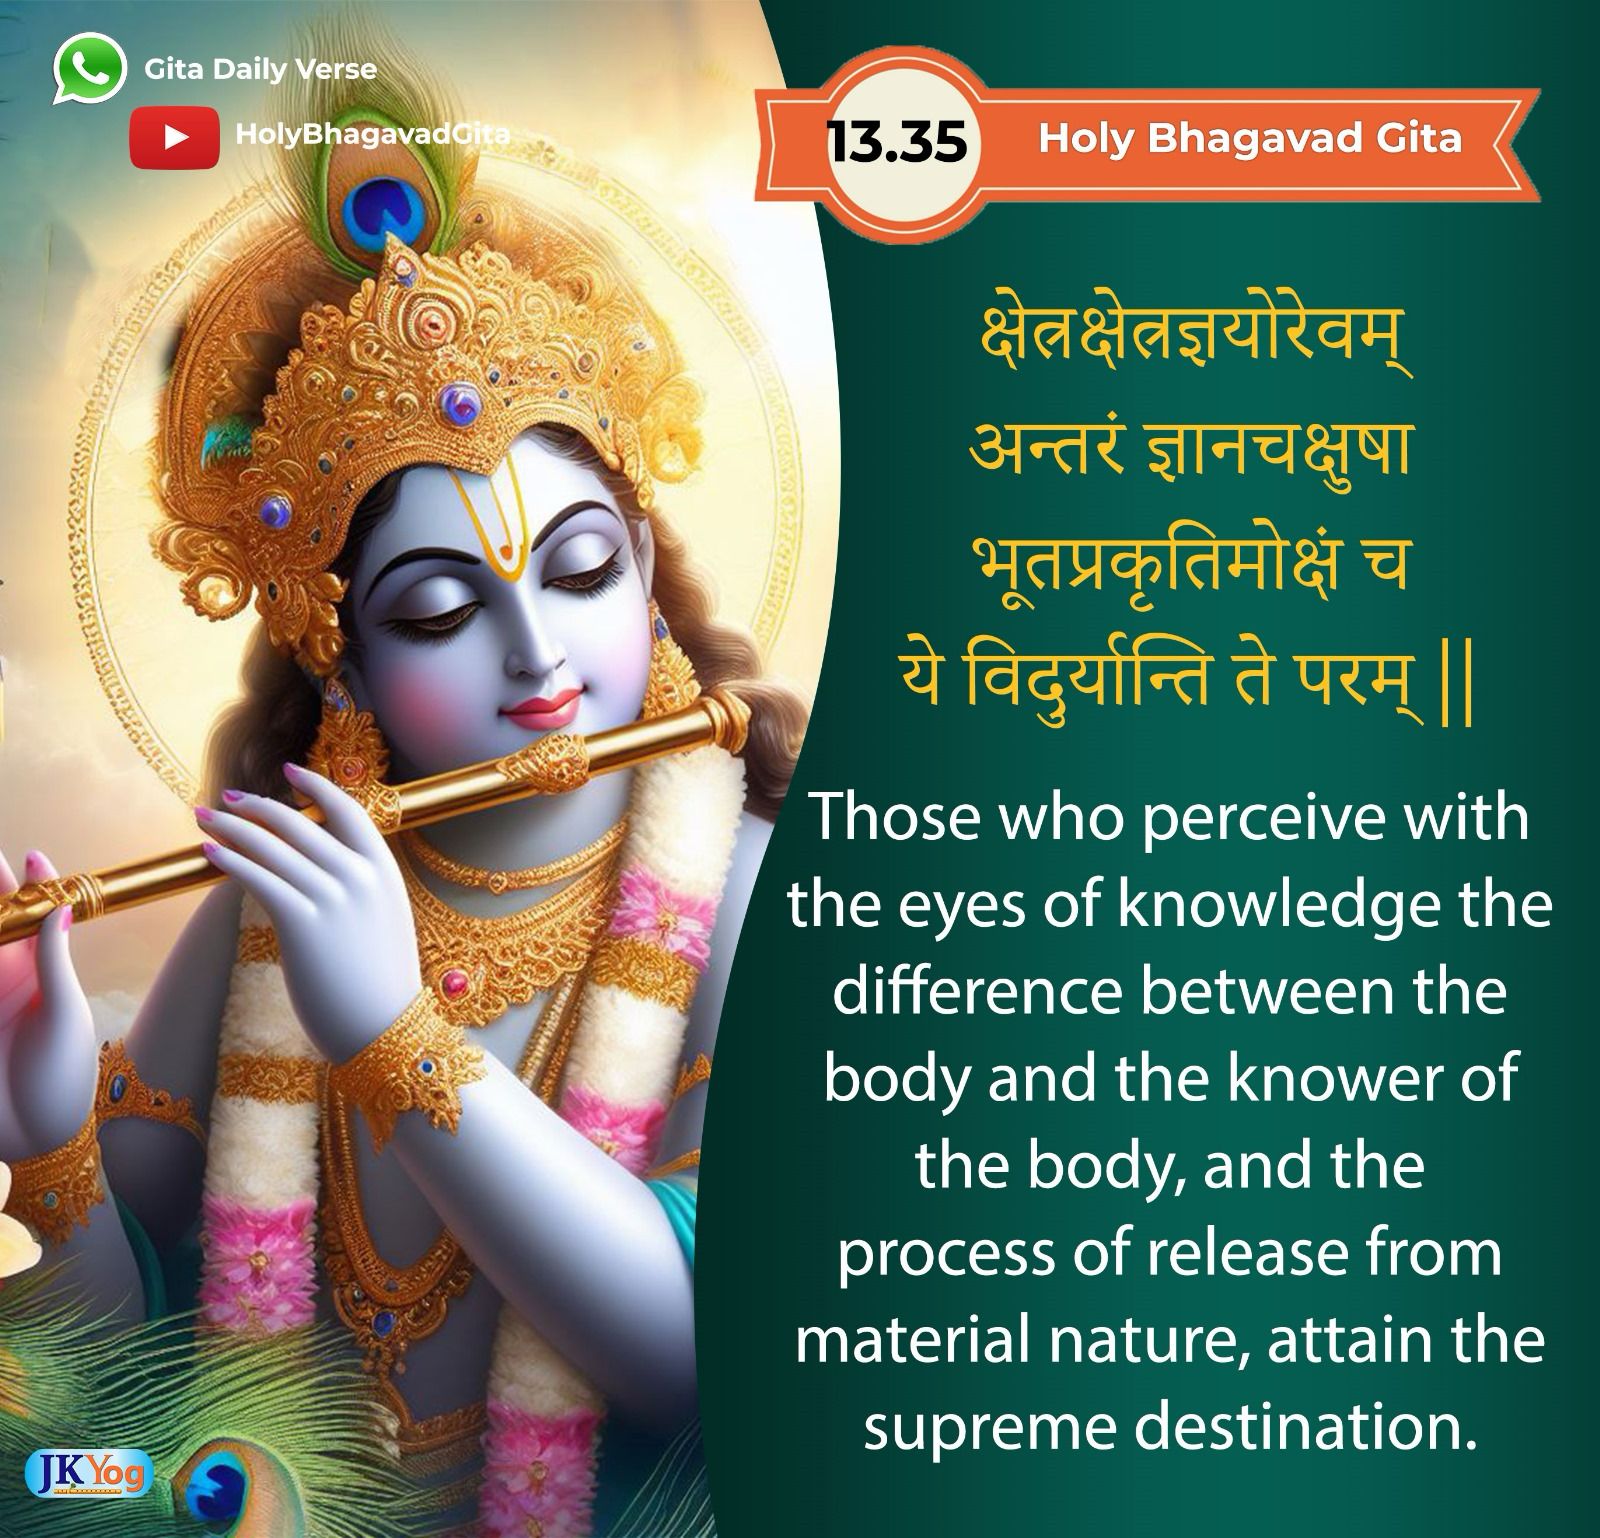 Gita Daily Verse
HolyBhagavadGita
13.35
Holy Bhagavad Gita
क्षेत्रक्षेत्रज्ञयोरेवम्
अन्तरं ज्ञानचक्षुषा
भूतप्रकृतिमोक्षं च
ये विदुर्यान्ति ते परम् ||
Those who perceive with
the eyes of knowledge the
difference between the
body and the knower of
the body, and the
process of release from
material nature, attain the
supreme destination.
JKYog